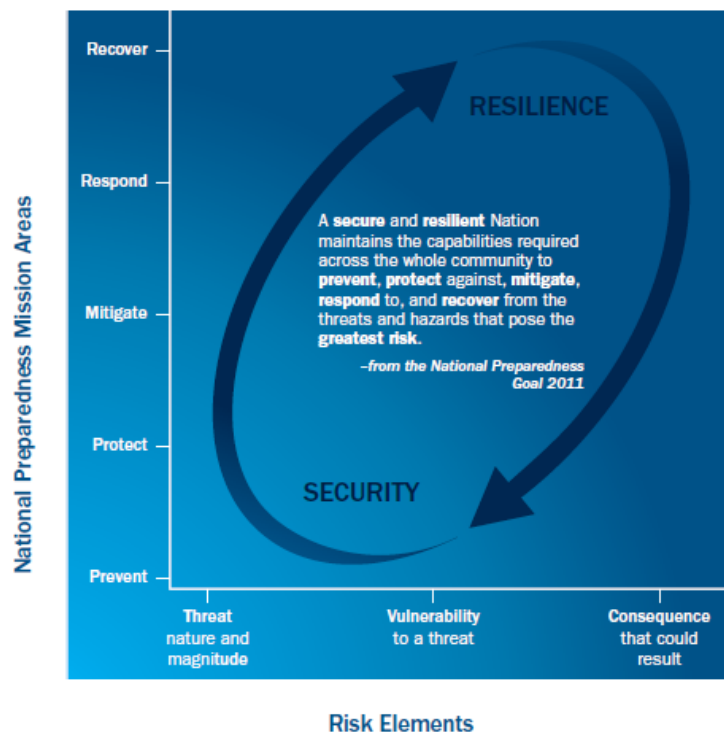 National Preparedness Mission Areas
Recover
Respond
Mitigate
Protect
Prevent
RESILIENCE
A secure and resilient Nation
maintains the capabilities required
across the whole community to
prevent, protect against, mitigate,
respond to, and recover from the
threats and hazards that pose the
greatest risk.
–from the National Preparedness
Goal 2011
SECURITY
Threat
nature and
magnitude
Vulnerability
to a threat
Consequence
that could
result
Risk Elements